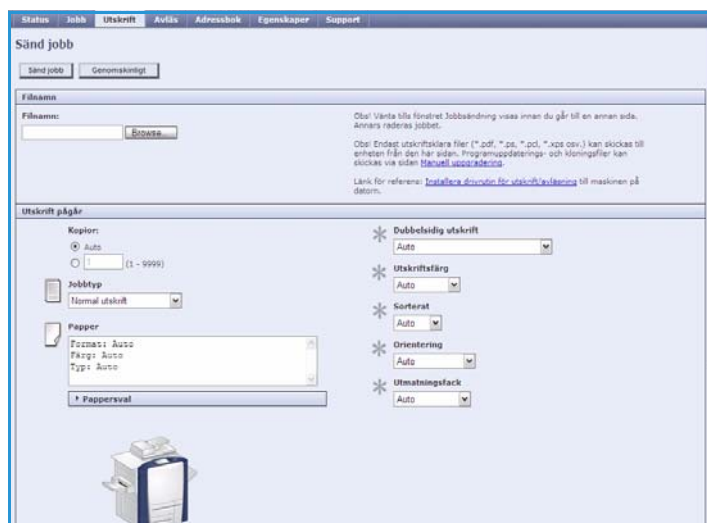 Status Jobb Utskrift Avläs Adressbok Egenskaper Support
Sänd jobb
Sänd jobb Genomskinligt
Filnamn
Filnamn:
Browse...
Obs! Vänta tills fönstret Jobbsändning visas innan du går till en annan sida.
Annars raderas jobbet.
Obs! Endast utskriftsklara filer (*.pdf, *.ps, *.pcl, *.xps osv.) kan skickas till
enheten från den här sidan. Programuppdaterings- och kloningsfiler kan
skickas via sidan Manuell uppgradering.
Länk för referens: Installera drivrutin för utskrift/avläsning till maskinen på
datorn.
Utskrift pågår
Kopior:
Auto
1 (1 - 9999)
Jobbtyp
Normal utskrift
Papper
Format: Auto
Färg: Auto
Typ: Auto
Pappersval
Dubbelsidig utskrift
Auto
Utskriftsfärg
Auto
Sorterat
Auto
Orientering
Auto
Utmatningsfack
Auto